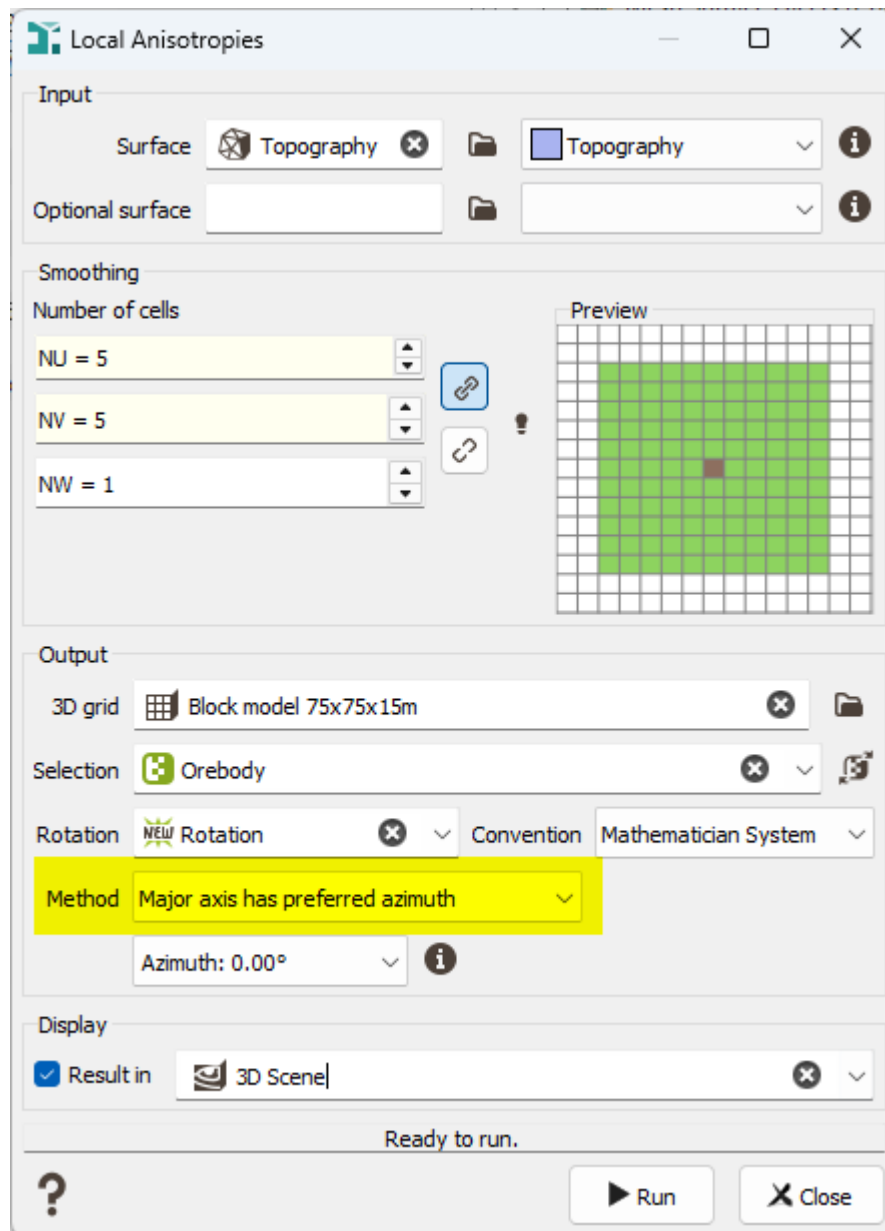 Local Anisotropies
Input
Surface Topography Topography
Optional surface
Smoothing
Number of cells Preview
NU = 5
NV = 5
NW = 1
Output
3D grid Block model 75x75x15m
Selection Orebody
Rotation NEW Rotation Convention Mathematician System
Method Major axis has preferred azimuth
Azimuth: 0.00°
Display
Result in 3D Scene
Ready to run.
? Run Close